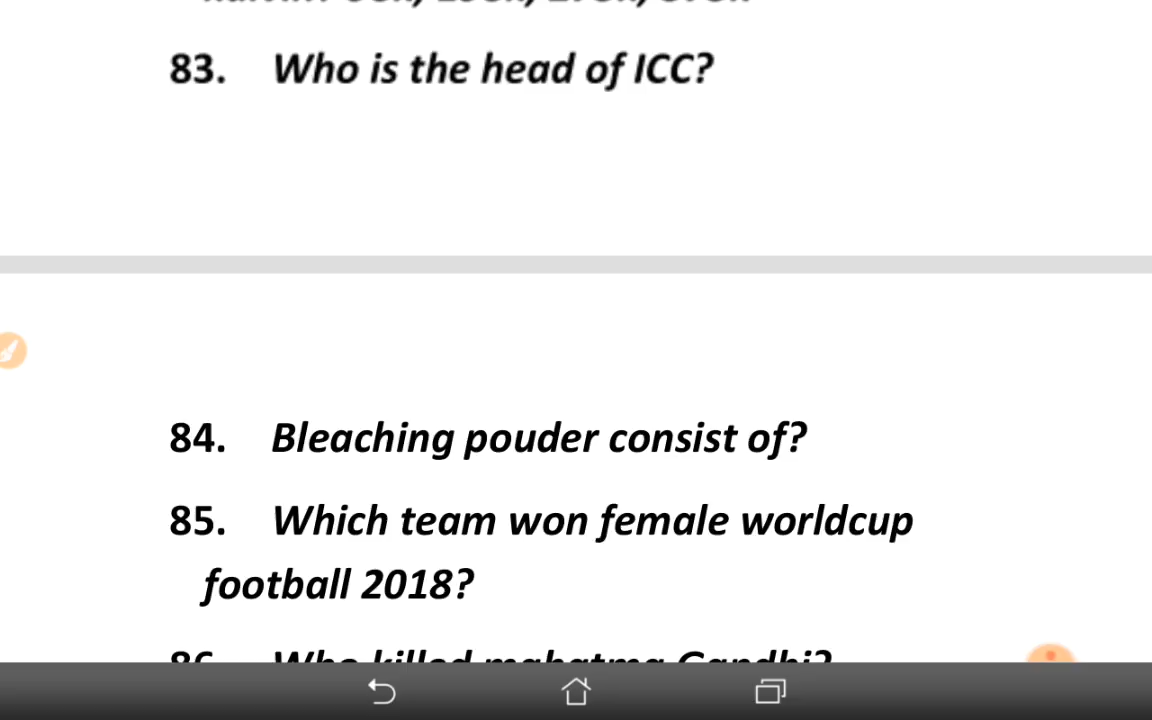 83. Who is the head of ICC?
84. Bleaching pouder consist of?
85. Which team won female worldcup
football 2018?
86. Who killed mahatma Gandhi?